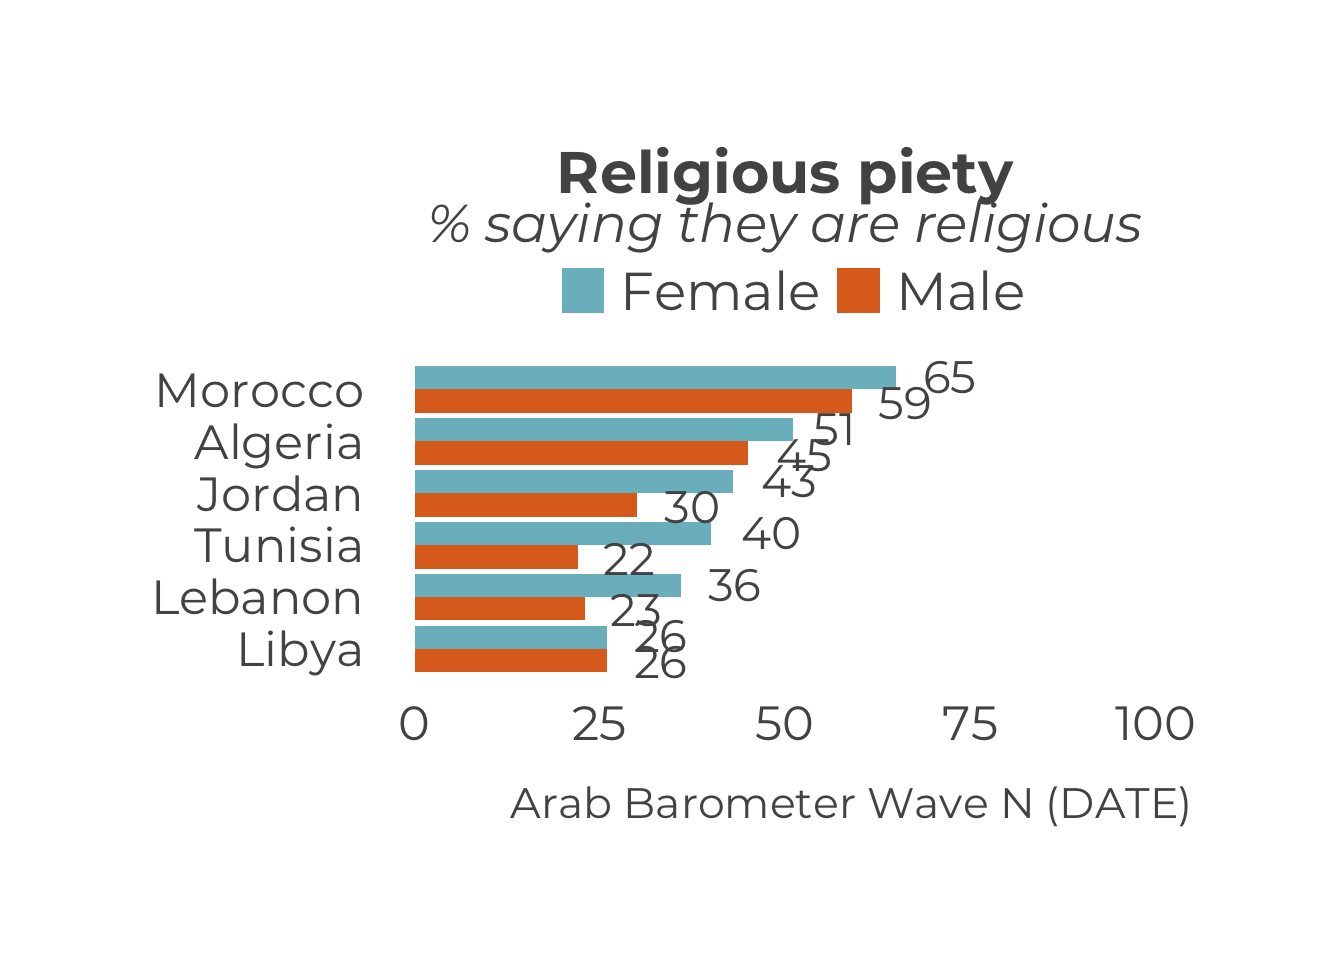 Religious piety
% saying they are religious
Female Male
Morocco 65
59
Algeria 51
45
Jordan 43
30
Tunisia 40
22
Lebanon 36
23
Libya 26
26
0 25 50 75 100
Arab Barometer Wave N (DATE)